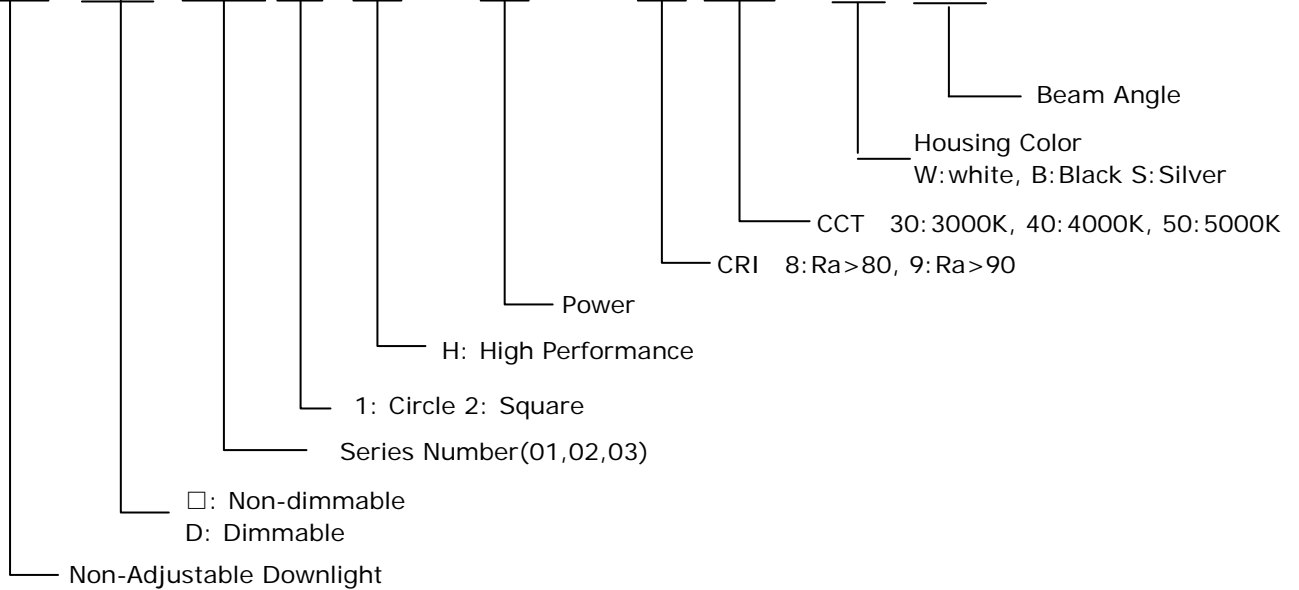 Beam Angle
Housing Color
W:white, B:Black S:Silver
CCT 30:3000K, 40:4000K, 50:5000K
CRI 8:Ra>80, 9:Ra>90
Power
H: High Performance
1: Circle 2: Square
Series Number(01,02,03)
□: Non-dimmable
D: Dimmable
Non-Adjustable Downlight